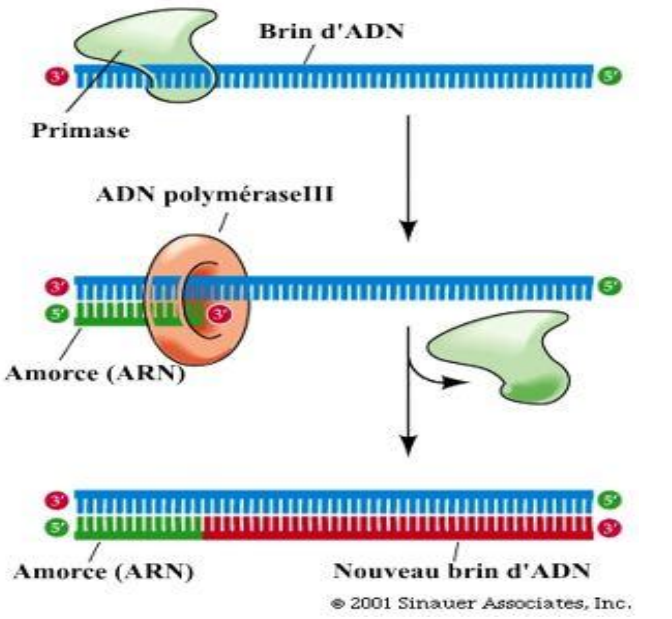 Brin d'ADN
3' 5'
Primase
ADN polyméraseIII
3' 5'
5' 3'
Amorce (ARN)
3' 5'
5' 3'
Amorce (ARN) Nouveau brin d'ADN
© 2001 Sinauer Associates, Inc.